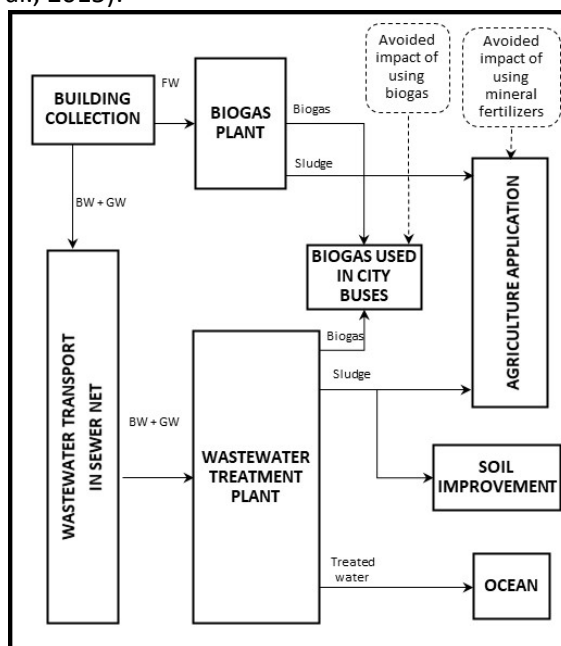 al., 2015).
Avoided
impact of
using
biogas
Avoided
impact of
using
mineral
fertilizers
BUILDING
COLLECTION
FW
BIOGAS
PLANT
Biogas
Sludge
BW + GW
BIOGAS USED
IN CITY
BUSES
AGRICULTURE APPLICATION
WASTEWATER TRANSPORT
IN SEWER NET
BW + GW
WASTEWATER
TREATMENT
PLANT
Biogas
Sludge
SOIL
IMPROVEMENT
Treated
water
OCEAN